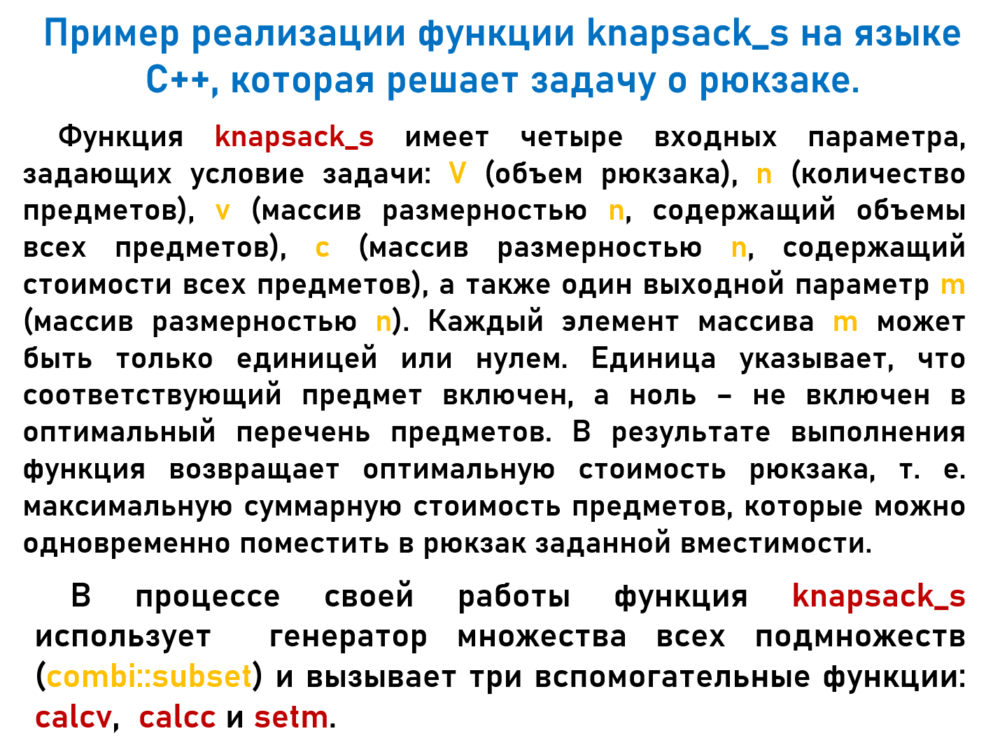 Пример реализации функции knapsack_s на языке
C++, которая решает задачу о рюкзаке.
Функция knapsack_s имеет четыре входных параметра,
задающих условие задачи: V (объем рюкзака), n (количество
предметов), v (массив размерностью n, содержащий объемы
всех предметов), c (массив размерностью n, содержащий
стоимости всех предметов), а также один выходной параметр m
(массив размерностью n). Каждый элемент массива m может
быть только единицей или нулем. Единица указывает, что
соответствующий предмет включен, а ноль – не включен в
оптимальный перечень предметов. В результате выполнения
функция возвращает оптимальную стоимость рюкзака, т. е.
максимальную суммарную стоимость предметов, которые можно
одновременно поместить в рюкзак заданной вместимости.
В процессе своей работы функция knapsack_s
использует генератор множества всех подмножеств
(combi::subset) и вызывает три вспомогательные функции:
calcv, calcc и setm.